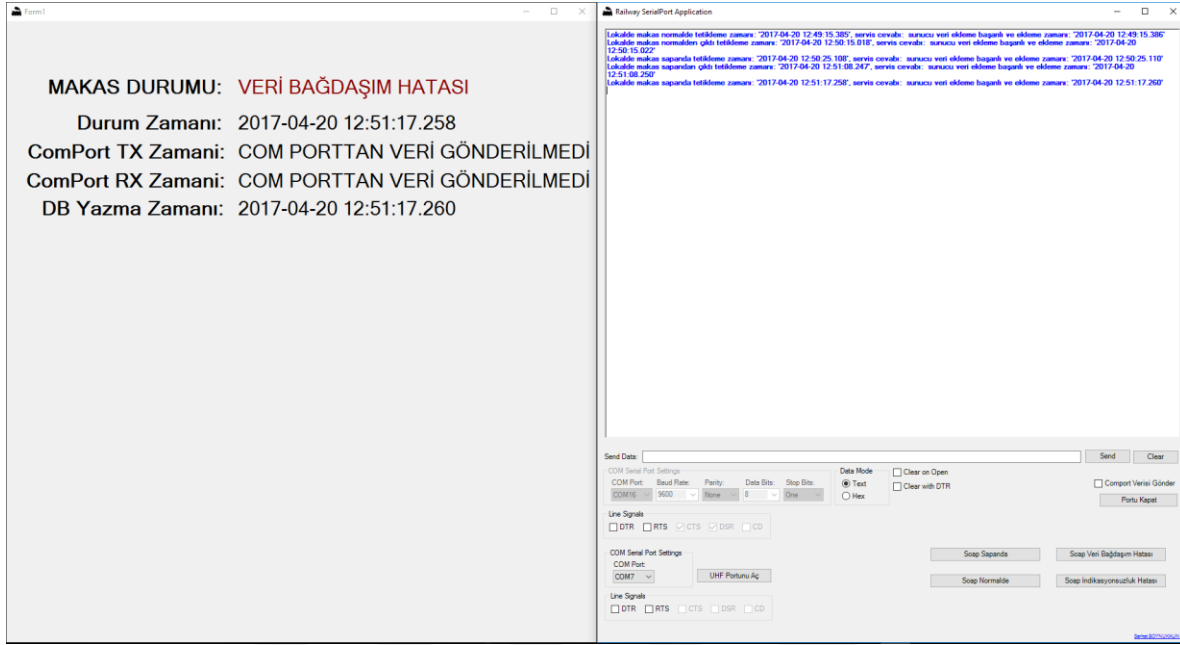 Form1
MAKAS DURUMU: VERİ BAĞDAŞIM HATASI
Durum Zamanı: 2017-04-20 12:51:17.258
ComPort TX Zamani: COM PORTTAN VERİ GÖNDERİLMEDİ
ComPort RX Zamani: COM PORTTAN VERİ GÖNDERİLMEDİ
DB Yazma Zamanı: 2017-04-20 12:51:17.260
Railway SerialPort Application
Lokalde makas normalde tetikleme zamanı: '2017-04-20 12:49:15.385', servis cevabı: sunucu veri ekleme başarılı ve ekleme zamanı: '2017-04-20 12:49:15.386'
Lokalde makas normalden çıktı tetikleme zamanı: '2017-04-20 12:50:15.018', servis cevabı: sunucu veri ekleme başarılı ve ekleme zamanı: '2017-04-20
12:50:15.022'
Lokalde makas sapanda tetikleme zamanı: '2017-04-20 12:50:25.108', servis cevabı: sunucu veri ekleme başarılı ve ekleme zamanı: '2017-04-20 12:50:25.110'
Lokalde makas sapandan çıktı tetikleme zamanı: '2017-04-20 12:51:08.247', servis cevabı: sunucu veri ekleme başarılı ve ekleme zamanı: '2017-04-20
12:51:08.250'
Lokalde makas sapanda tetikleme zamanı: '2017-04-20 12:51:17.258', servis cevabı: sunucu veri ekleme başarılı ve ekleme zamanı: '2017-04-20 12:51:17.260'
Send Data: Send Clear
COM Serial Port Settings Data Mode Clear on Open
COM Port: Baud Rate: Parity: Data Bits: Stop Bits: Text Clear with DTR Comport Verisi Gönder
COM16 9600 None 8 One Hex Portu Kapat
Line Signals
DTR RTS CTS DSR CD
COM Serial Port Settings Soap Sapanda Soap Veri Bağdaşım Hatası
COM Port:
COM7 UHF Portunu Aç Soap Normalde Soap İndikasyonsuzluk Hatası
Line Signals
DTR RTS CTS DSR CD